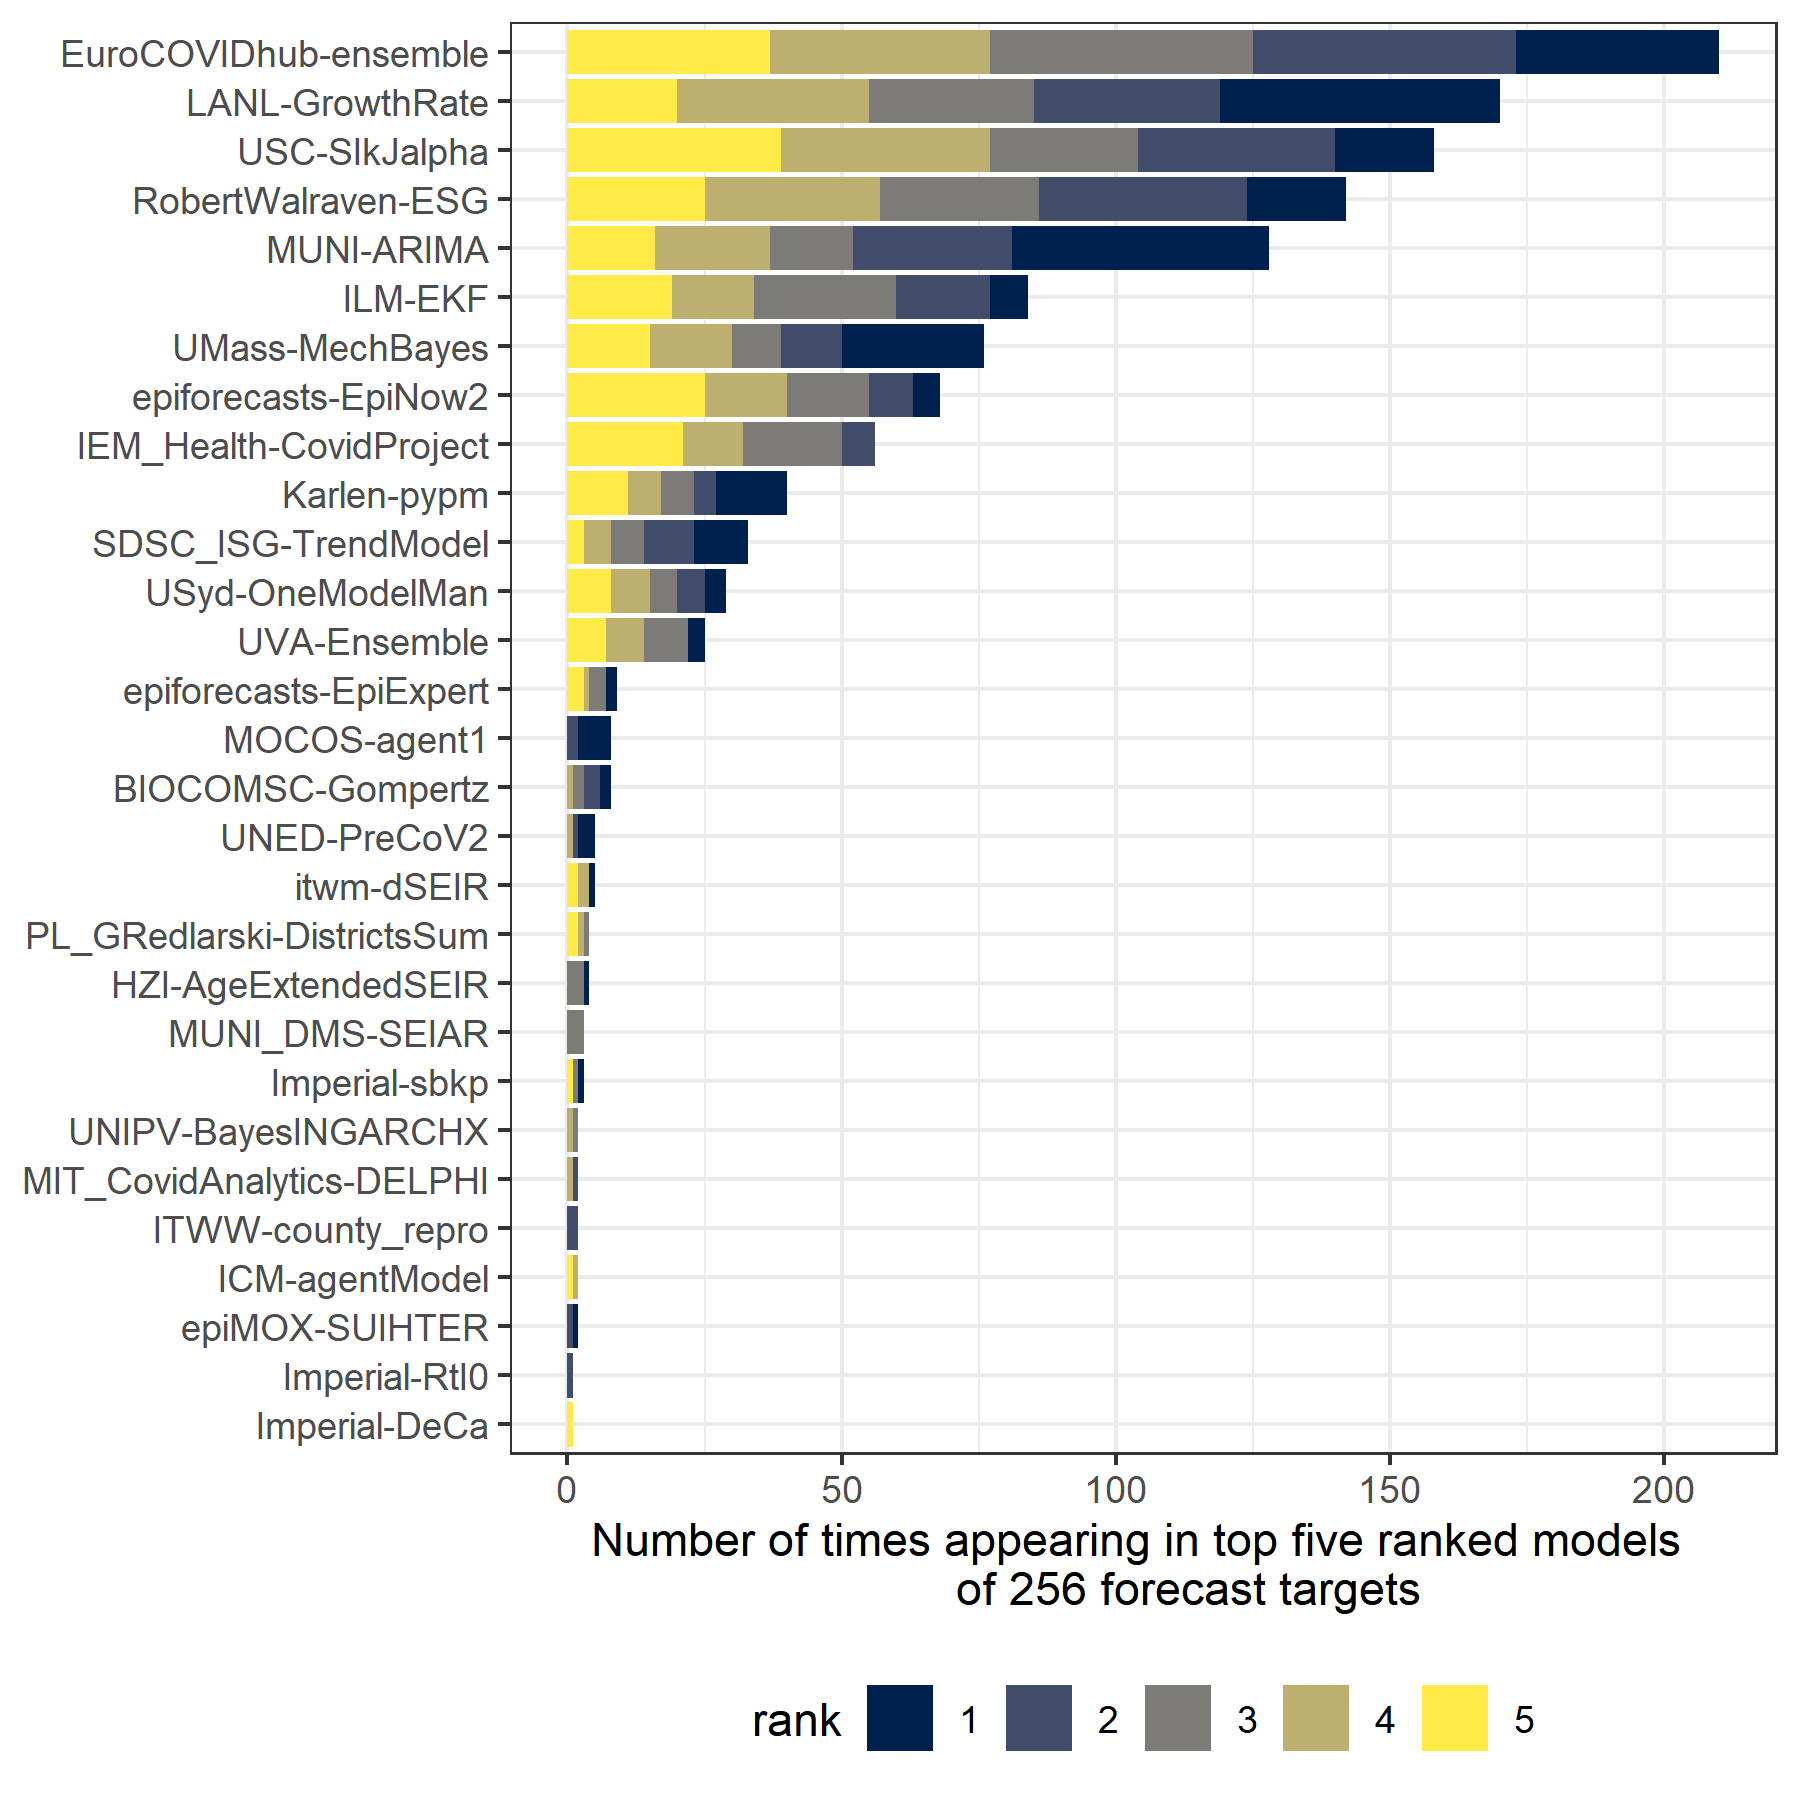 EuroCOVIDhub-ensemble
LANL-GrowthRate
USC-SIkJalpha
RobertWalraven-ESG
MUNI-ARIMA
ILM-EKF
UMass-MechBayes
epiforecasts-EpiNow2
IEM_Health-CovidProject
Karlen-pypm
SDSC_ISG-TrendModel
USyd-OneModelMan
UVA-Ensemble
epiforecasts-EpiExpert
MOCOS-agent1
BIOCOMSC-Gompertz
UNED-PreCoV2
itwm-dSEIR
PL_GRedlarski-DistrictsSum
HZI-AgeExtendedSEIR
MUNI_DMS-SEIAR
Imperial-sbkp
UNIPV-BayesINGARCHX
MIT_CovidAnalytics-DELPHI
ITWW-county_repro
ICM-agentModel
epiMOX-SUIHTER
Imperial-RtI0
Imperial-DeCa
0 50 100 150 200
Number of times appearing in top five ranked models
of 256 forecast targets
rank 1 2 3 4 5